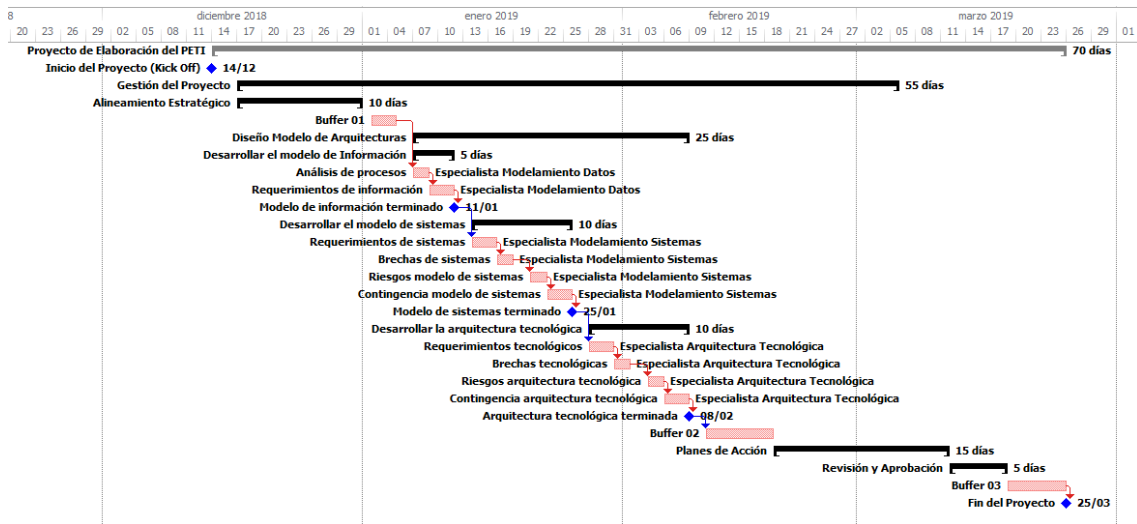 8 diciembre 2018 enero 2019 febrero 2019 marzo 2019
20 23 26 29 02 05 08 11 14 17 20 23 26 29 01 04 07 10 13 16 19 22 25 28 31 03 06 09 12 15 18 21 24 27 02 05 08 11 14 17 20 23 26 29 01
Proyecto de Elaboración del PETI 70 días
Inicio del Proyecto (Kick Off) 14/12
Gestión del Proyecto 55 días
Alineamiento Estratégico 10 días
Buffer 01
Diseño Modelo de Arquitecturas 25 días
Desarrollar el modelo de Información 5 días
Análisis de procesos Especialista Modelamiento Datos
Requerimientos de información Especialista Modelamiento Datos
Modelo de información terminado 11/01
Desarrollar el modelo de sistemas 10 días
Requerimientos de sistemas Especialista Modelamiento Sistemas
Brechas de sistemas Especialista Modelamiento Sistemas
Riesgos modelo de sistemas Especialista Modelamiento Sistemas
Contingencia modelo de sistemas Especialista Modelamiento Sistemas
Modelo de sistemas terminado 25/01
Desarrollar la arquitectura tecnológica 10 días
Requerimientos tecnológicos Especialista Arquitectura Tecnológica
Brechas tecnológicas Especialista Arquitectura Tecnológica
Riesgos arquitectura tecnológica Especialista Arquitectura Tecnológica
Contingencia arquitectura tecnológica Especialista Arquitectura Tecnológica
Arquitectura tecnológica terminada 08/02
Buffer 02
Planes de Acción 15 días
Revisión y Aprobación 5 días
Buffer 03
Fin del Proyecto 25/03